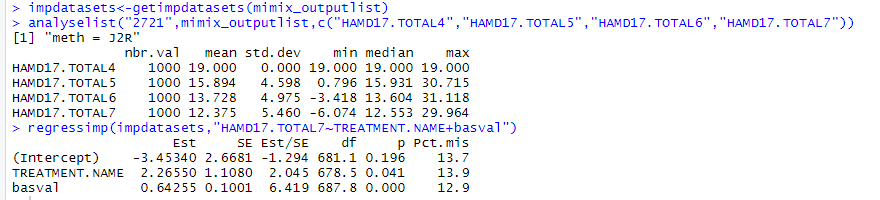 > impdatasets<-getimpdatasets(mimix_outputlist)
> analyselist("2721",mimix_outputlist,c("HAMD17.TOTAL4","HAMD17.TOTAL5","HAMD17.TOTAL6","HAMD17.TOTAL7"))
[1] "meth = J2R"
nbr.val mean std.dev min median max
HAMD17.TOTAL4 1000 19.000 0.000 19.000 19.000 19.000
HAMD17.TOTAL5 1000 15.894 4.598 0.796 15.931 30.715
HAMD17.TOTAL6 1000 13.728 4.975 -3.418 13.604 31.118
HAMD17.TOTAL7 1000 12.375 5.460 -6.074 12.553 29.964
> regressimp(impdatasets,"HAMD17.TOTAL7~TREATMENT.NAME+basval")
Est SE Est/SE df p Pct.mis
(Intercept) -3.45340 2.6681 -1.294 681.1 0.196 13.7
TREATMENT.NAME 2.26550 1.1080 2.045 678.5 0.041 13.9
basval 0.64255 0.1001 6.419 687.8 0.000 12.9